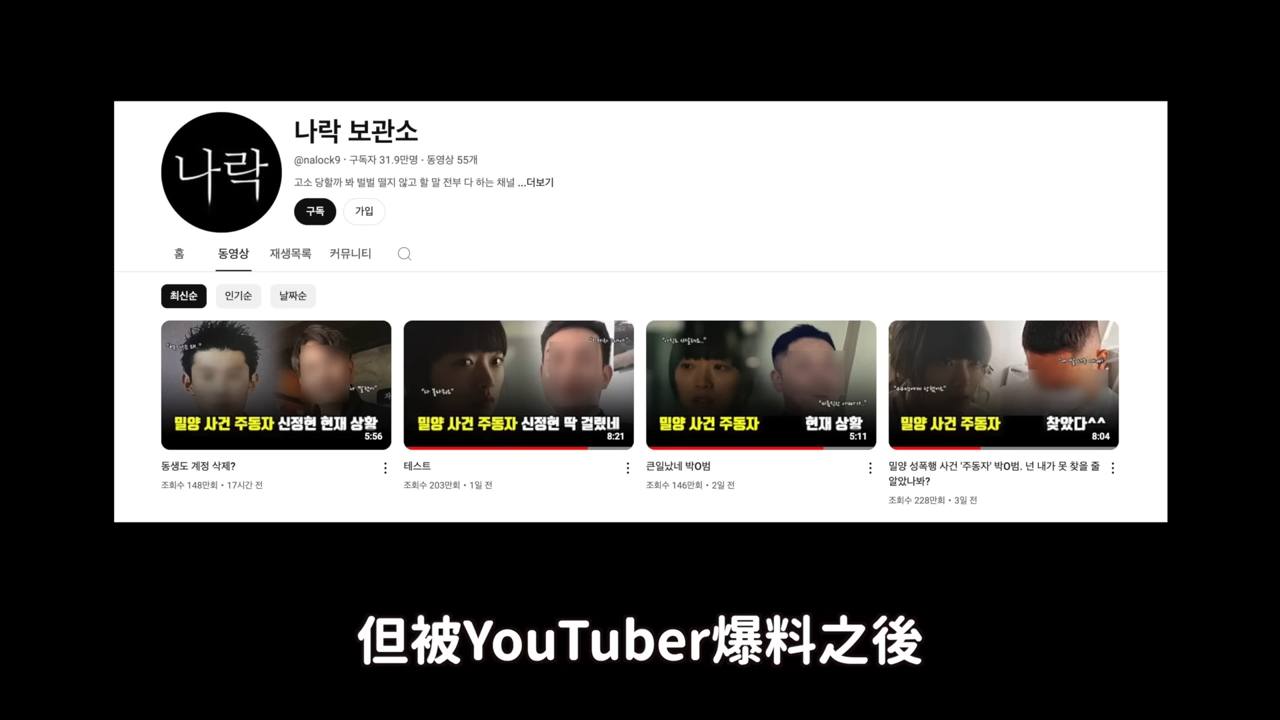 나락
나락 보관소
@nalock9 · 구독자 31.9만명 · 동영상 55개
고소 당할까 봐 벌벌 떨지 않고 할 말 전부 다 하는 채널 ...더보기
구독
가입
홈
동영상
재생목록
커뮤니티
최신순
인기순
날짜순
밀양 사건 주동자 신정현 현재 상황
5:56
밀양 사건 주동자 신정현 딱 걸렸네
8:21
밀양 사건 주동자 현재 상황
5:11
밀양 사건 주동자 찾았다^^
8:04
동생도 계정 삭제?
조회수 148만회 · 17시간 전
테스트
조회수 203만회 · 1일 전
큰일났네 박O범
조회수 146만회 · 2일 전
밀양 성폭행 사건 '주동자' 박O범. 넌 내가 못 찾을 줄
알았나봐?
조회수 228만회 · 3일 전
但被YouTuber爆料之後